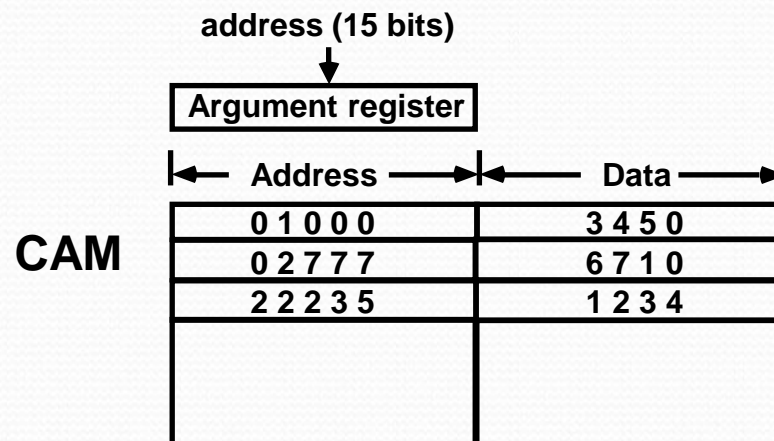 address (15 bits)
Argument register
Address Data
CAM
0 1 0 0 0 3 4 5 0
0 2 7 7 7 6 7 1 0
2 2 2 3 5 1 2 3 4